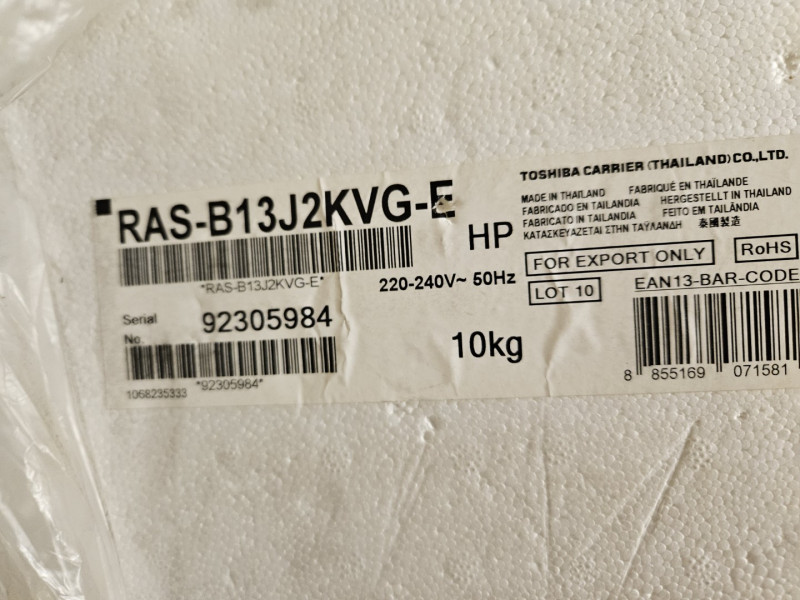 TOSHIBA CARRIER (THAILAND) CO.,LTD.
RAS-B13J2KVG-E
HP
MADE IN THAILAND FABRIQUÉ EN THAÏLANDE
FABRICADO EN TAILANDIA HERGESTELLT IN THAILAND
FABRICATO IN TAILANDIA FEITO EM TAILÂNDIA
ΚΑΤΑΣΚΕΥΑΖΕΤΑΙ ΣΤΗΝ ΤΑΫΛΑΝΔΗ 泰國製造
*RAS-B13J2KVG-E*
220-240V~ 50Hz
FOR EXPORT ONLY
RoHS
LOT 10
EAN13-BAR-CODE
Serial
No.
92305984
10kg
*92305984*
1068235333
8 855169 071581